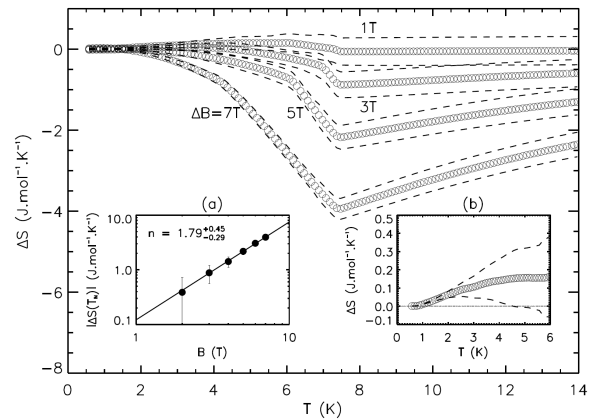 0
−2
−4
−6
−8
ΔS (J.mol⁻¹.K⁻¹)
1T
3T
5T
ΔB=7T
(a)
n = 1.79 +0.45 −0.29
10.0
1.0
0.1
|ΔS(T_N)| (J.mol⁻¹.K⁻¹)
1 10
B (T)
(b)
0.5
0.4
0.3
0.2
0.1
0.0
−0.1
ΔS (J.mol⁻¹.K⁻¹)
0 1 2 3 4 5 6
T (K)
0 2 4 6 8 10 12 14
T (K)